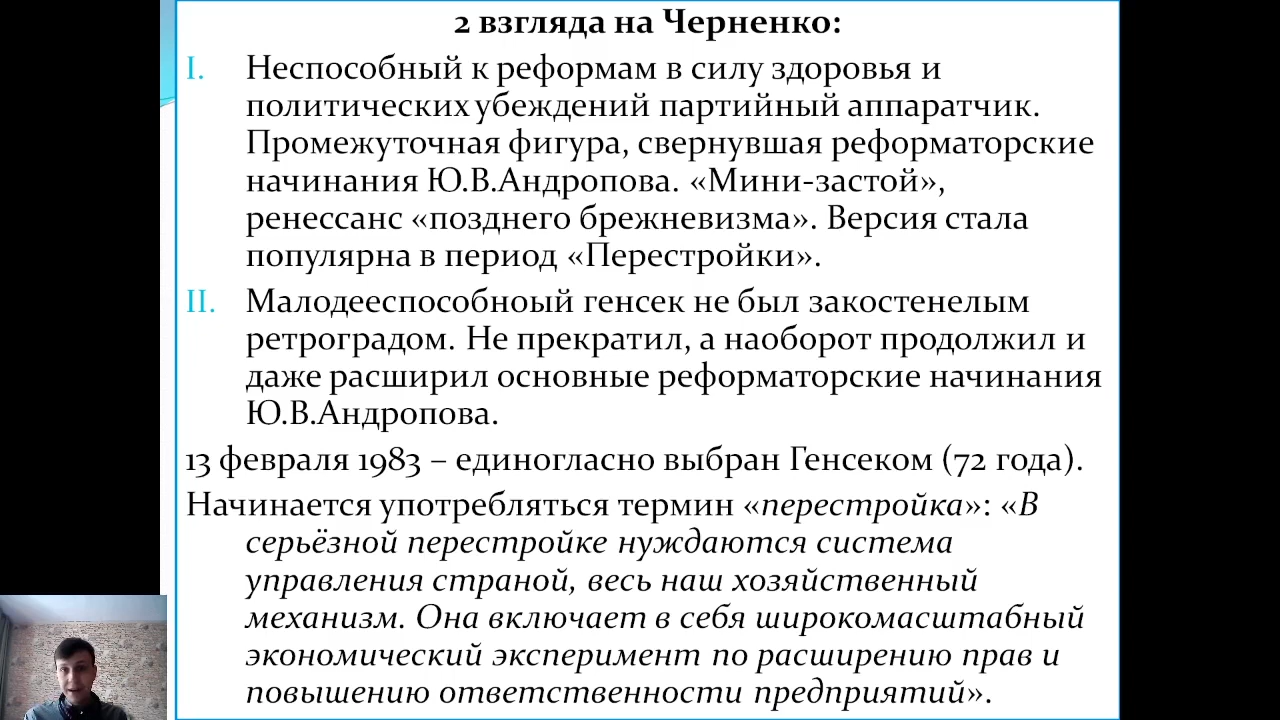 2 взгляда на Черненко:
I. Неспособный к реформам в силу здоровья и
политических убеждений партийный аппаратчик.
Промежуточная фигура, свернувшая реформаторские
начинания Ю.В.Андропова. «Мини-застой»,
ренессанс «позднего брежневизма». Версия стала
популярна в период «Перестройки».
II. Малодееспособноый генсек не был закостенелым
ретроградом. Не прекратил, а наоборот продолжил и
даже расширил основные реформаторские начинания
Ю.В.Андропова.
13 февраля 1983 – единогласно выбран Генсеком (72 года).
Начинается употребляться термин «перестройка»: «В
серьёзной перестройке нуждаются система
управления страной, весь наш хозяйственный
механизм. Она включает в себя широкомасштабный
экономический эксперимент по расширению прав и
повышению ответственности предприятий».